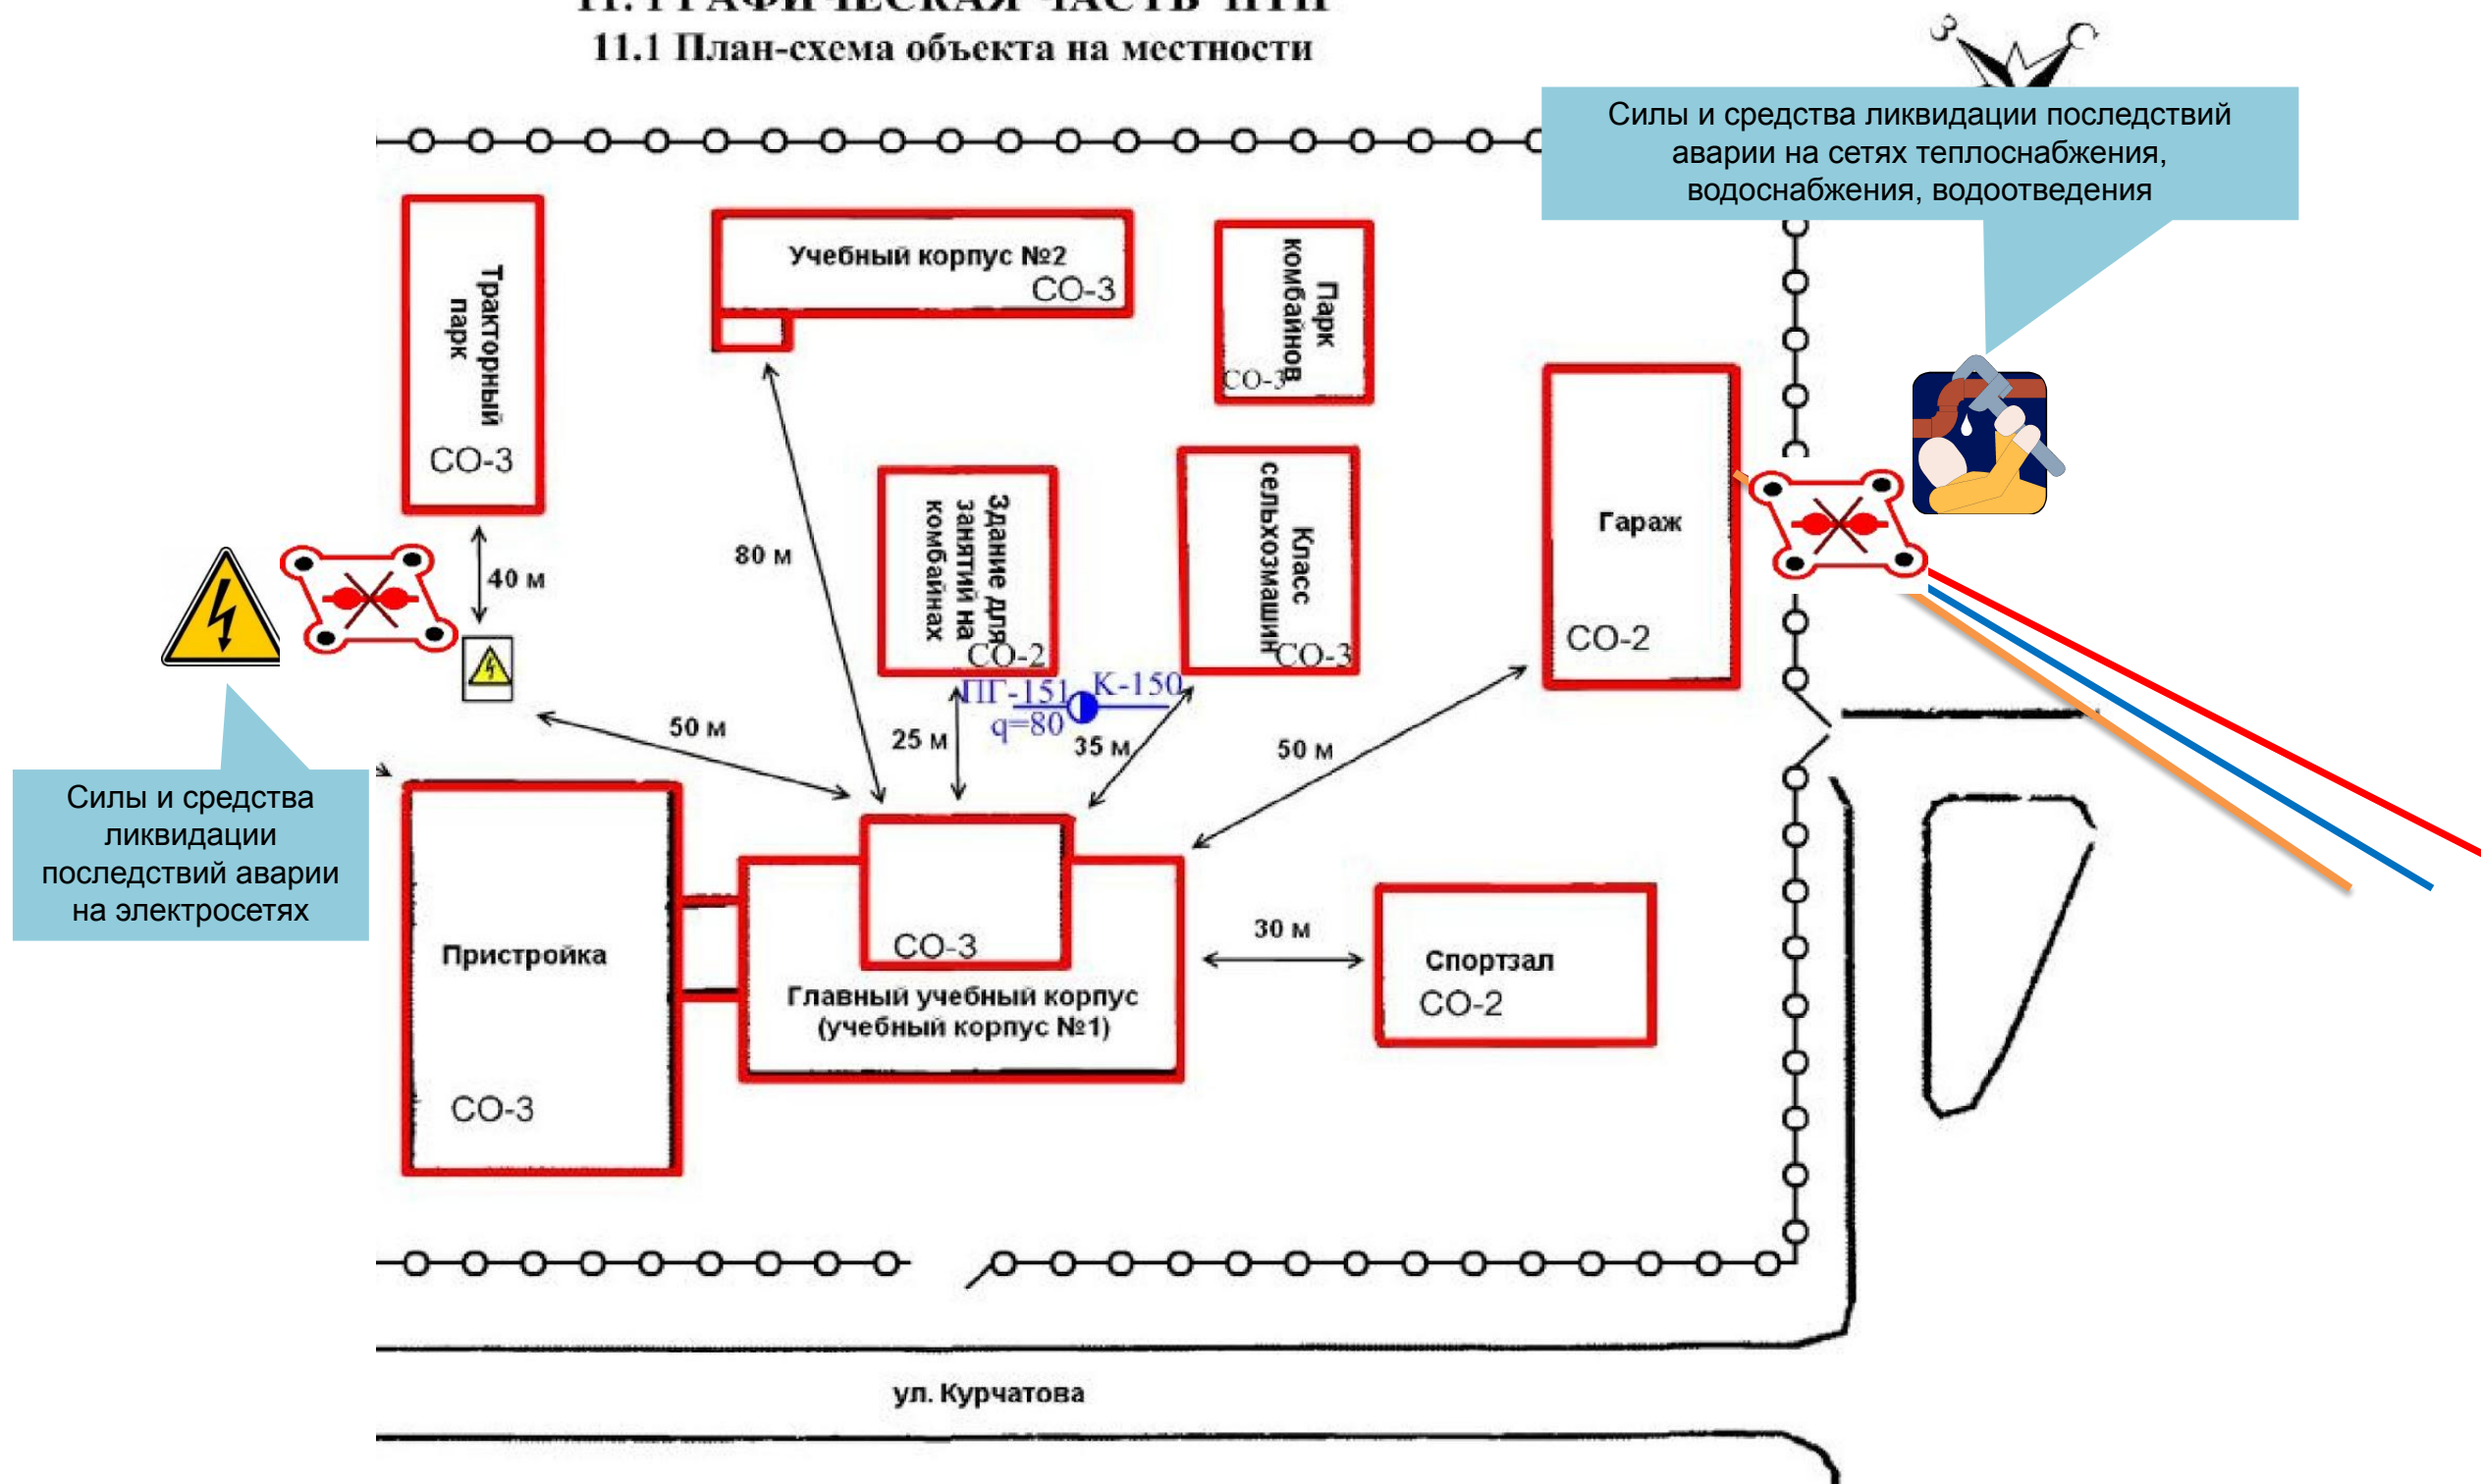 11. ГРАФИЧЕСКАЯ ЧАСТЬ ПТП
11.1 План-схема объекта на местности
З
С
Силы и средства ликвидации последствий
аварии на сетях теплоснабжения,
водоснабжения, водоотведения
Тракторный
парк
СО-3
Учебный корпус №2
СО-3
Парк
комбайнов
СО-3
40 м
80 м
Здание для
занятий на
комбайнах
СО-2
Класс
сельхозмашин
СО-3
Гараж
СО-2
ПГ-151 К-150
q=80
50 м
25 м
35 м
50 м
Силы и средства
ликвидации
последствий аварии
на электросетях
Пристройка
СО-3
СО-3
Главный учебный корпус
(учебный корпус №1)
30 м
Спортзал
СО-2
ул. Курчатова